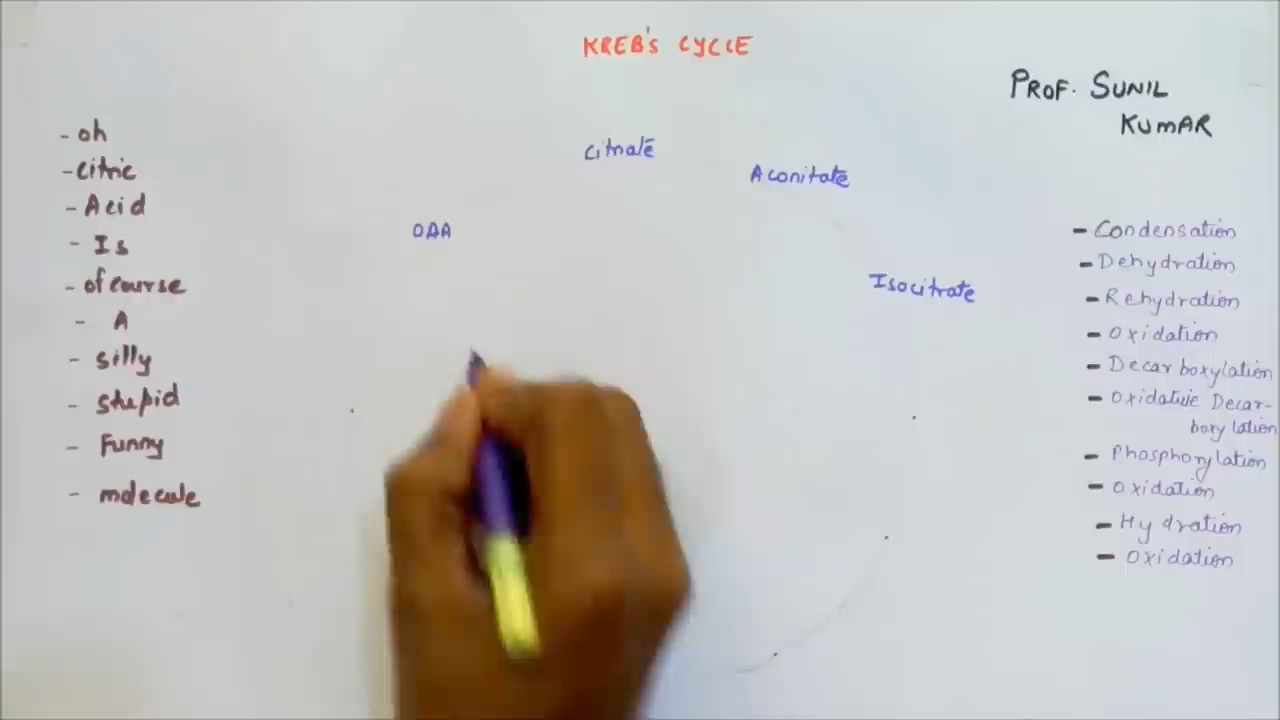 KREB's CYCLE
PROF. SUNIL
KUMAR
- oh
- citric
- Acid
- Is
- of course
- A
- silly
- stupid
- Funny
- molecule
Citrate
Aconitate
OAA
Isocitrate
- Condensation
- Dehydration
- Rehydration
- Oxidation
- Decarboxylation
- Oxidative Decar-
boxylation
- Phosphorylation
- Oxidation
- Hydration
- Oxidation